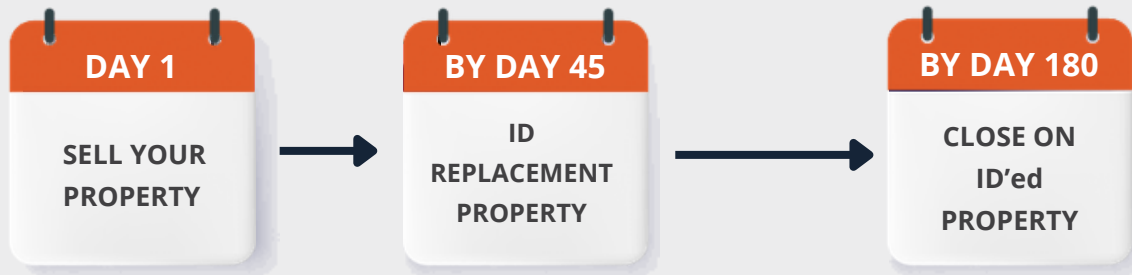 DAY 1
SELL YOUR
PROPERTY
BY DAY 45
ID
REPLACEMENT
PROPERTY
BY DAY 180
CLOSE ON
ID’ed
PROPERTY